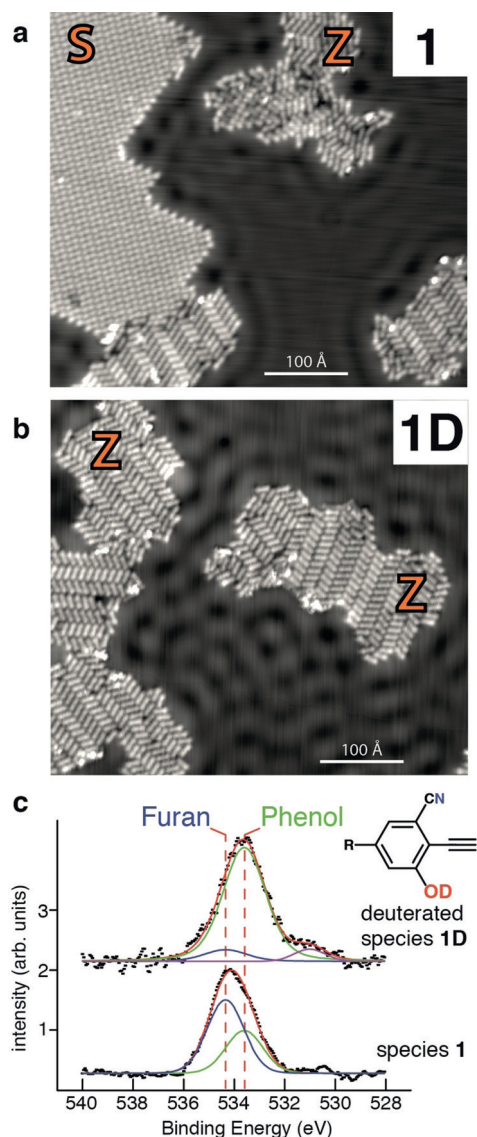 a
S
Z
1
100 Å
b
1D
Z
Z
100 Å
c
Furan
Phenol
CN
R
OD
deuterated
species 1D
species 1
intensity (arb. units)
3
2
1
540
538
536
534
532
530
528
Binding Energy (eV)